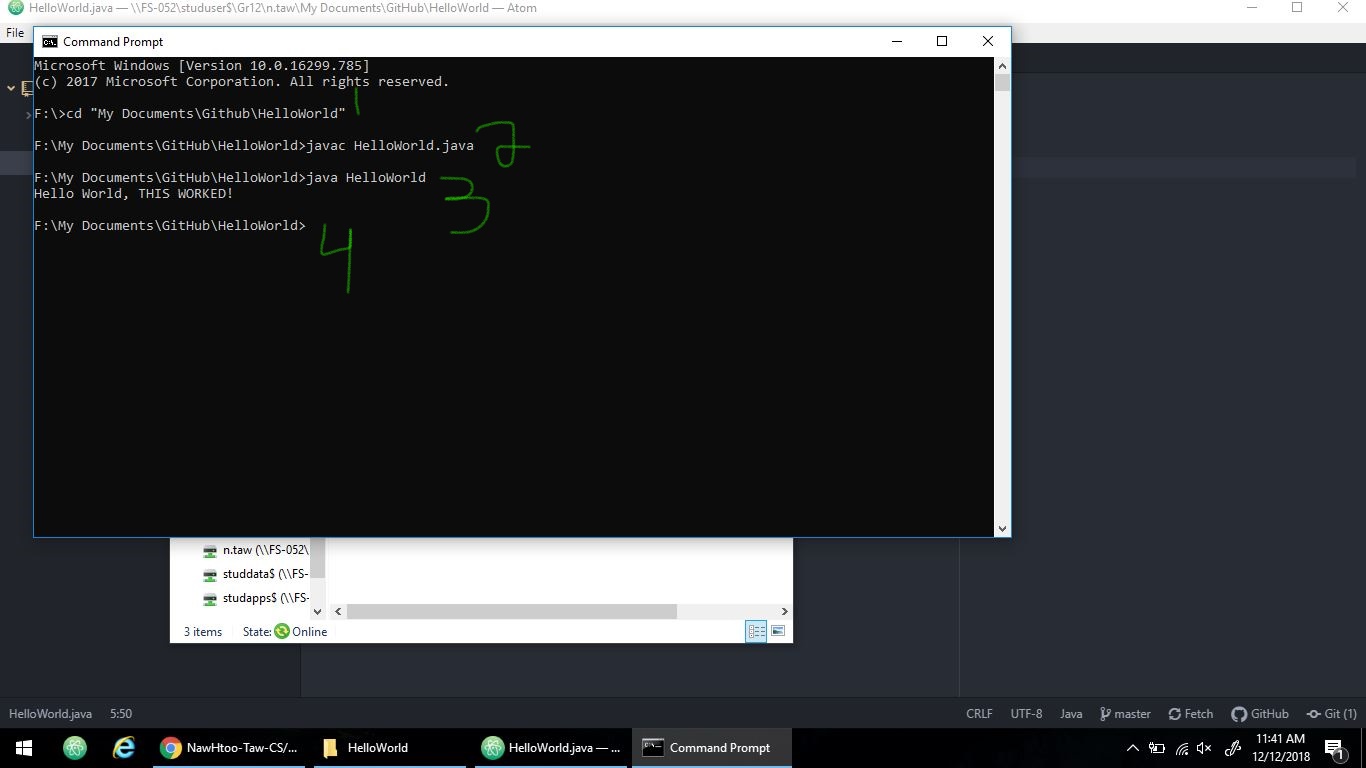 HelloWorld.java — \\FS-052\studuser$\Gr12\n.taw\My Documents\GitHub\HelloWorld — Atom
File
Command Prompt
Microsoft Windows [Version 10.0.16299.785]
(c) 2017 Microsoft Corporation. All rights reserved.
F:\>cd "My Documents\Github\HelloWorld" 1
F:\My Documents\GitHub\HelloWorld>javac HelloWorld.java 2
F:\My Documents\GitHub\HelloWorld>java HelloWorld 3
Hello World, THIS WORKED!
F:\My Documents\GitHub\HelloWorld> 4
n.taw (\\FS-052\
studdata$ (\\FS-
studapps$ (\\FS-
3 items State: Online
HelloWorld.java 5:50 CRLF UTF-8 Java master Fetch GitHub Git (1)
NawHtoo-Taw-CS/... HelloWorld HelloWorld.java — ... Command Prompt 11:41 AM
12/12/2018 1